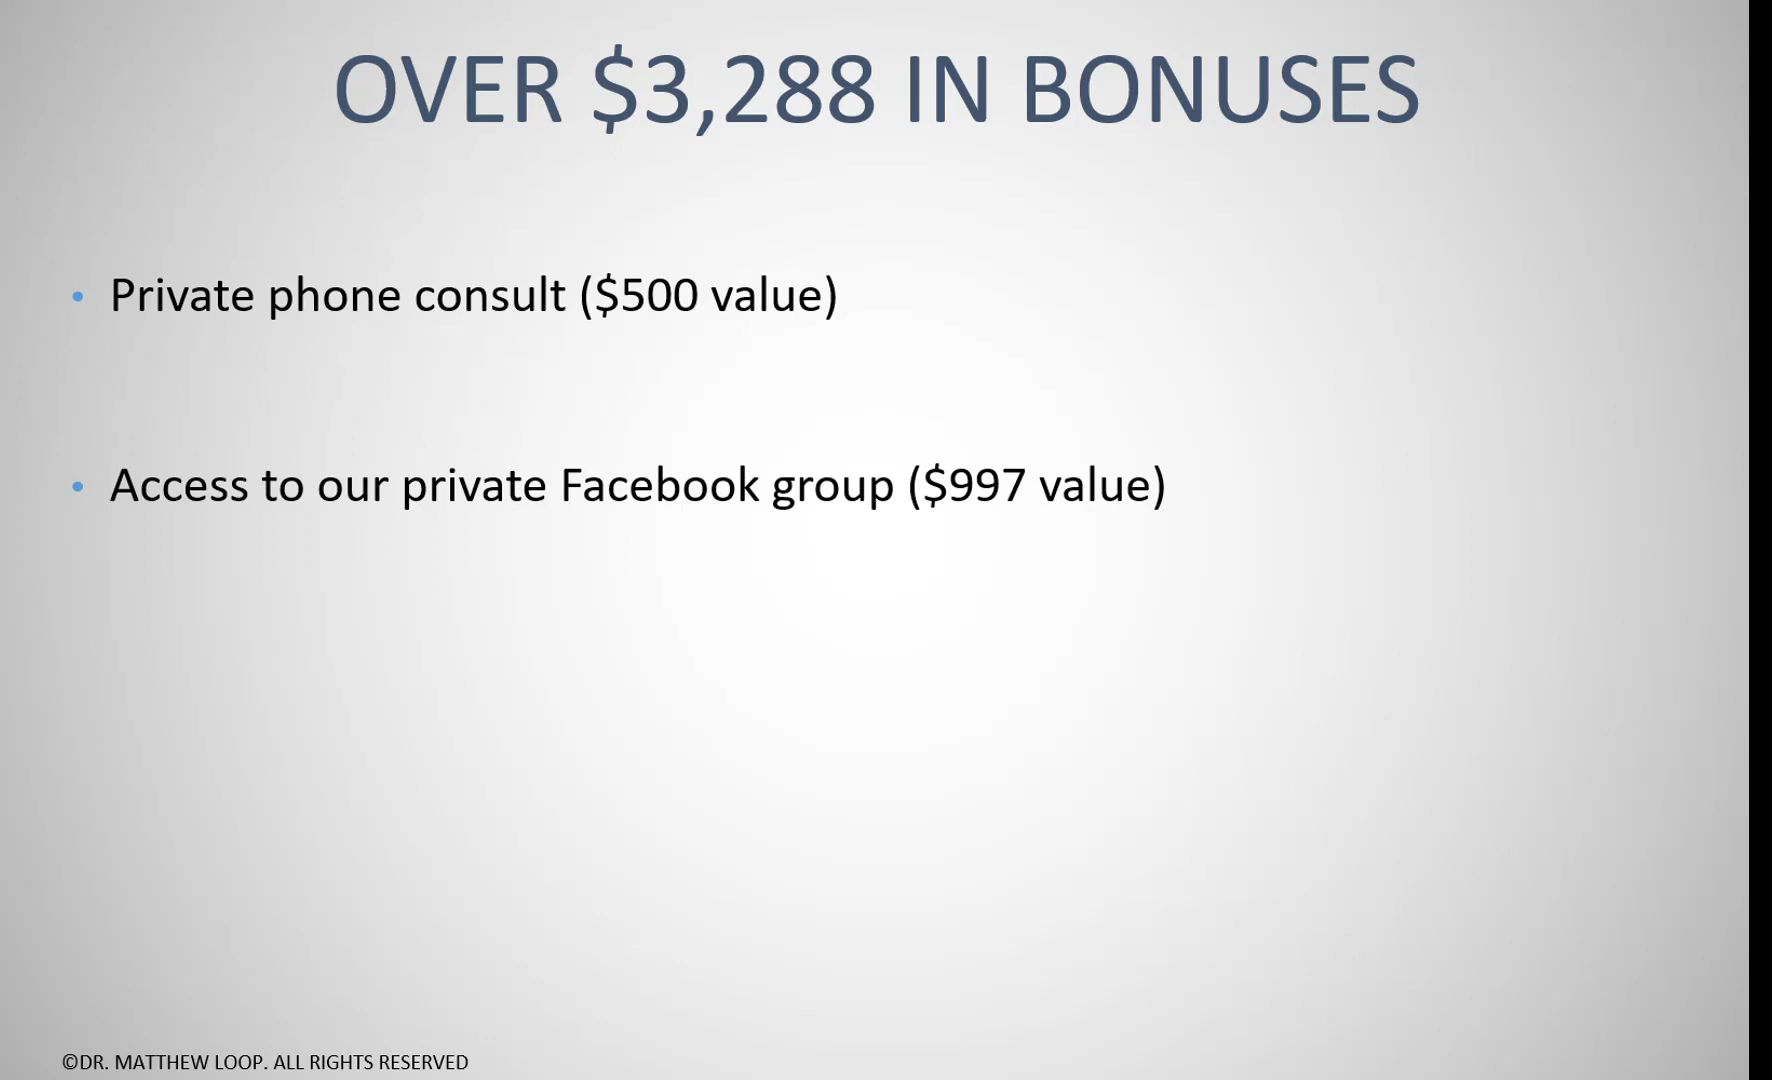 OVER $3,288 IN BONUSES
• Private phone consult ($500 value)
• Access to our private Facebook group ($997 value)
©DR. MATTHEW LOOP. ALL RIGHTS RESERVED